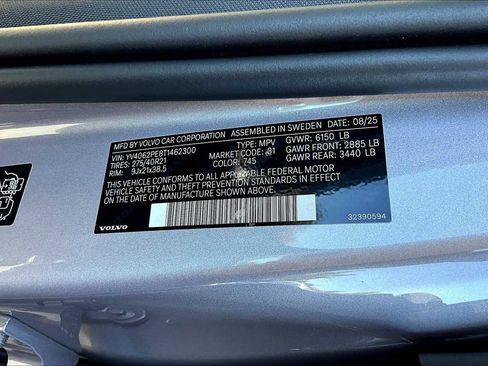 MFD BY VOLVO CAR CORPORATION ASSEMBLED IN SWEDEN 08/25
VIN: YV4062PE8T1462300 TYPE: MPV GVWR: 6150 LB
TIRES: 275/40R21 MARKET: 31 GAWR FRONT: 2885 LB
RIM: 9Jx21x38.5 COLOR: 745 GAWR REAR: 3440 LB
THIS VEHICLE CONFORMS TO ALL APPLICABLE FEDERAL MOTOR
VEHICLE SAFETY AND THEFT PREVENTION STANDARDS IN EFFECT
ON THE DATE OF MANUFACTURE SHOWN ABOVE.
VOLVO 32390594